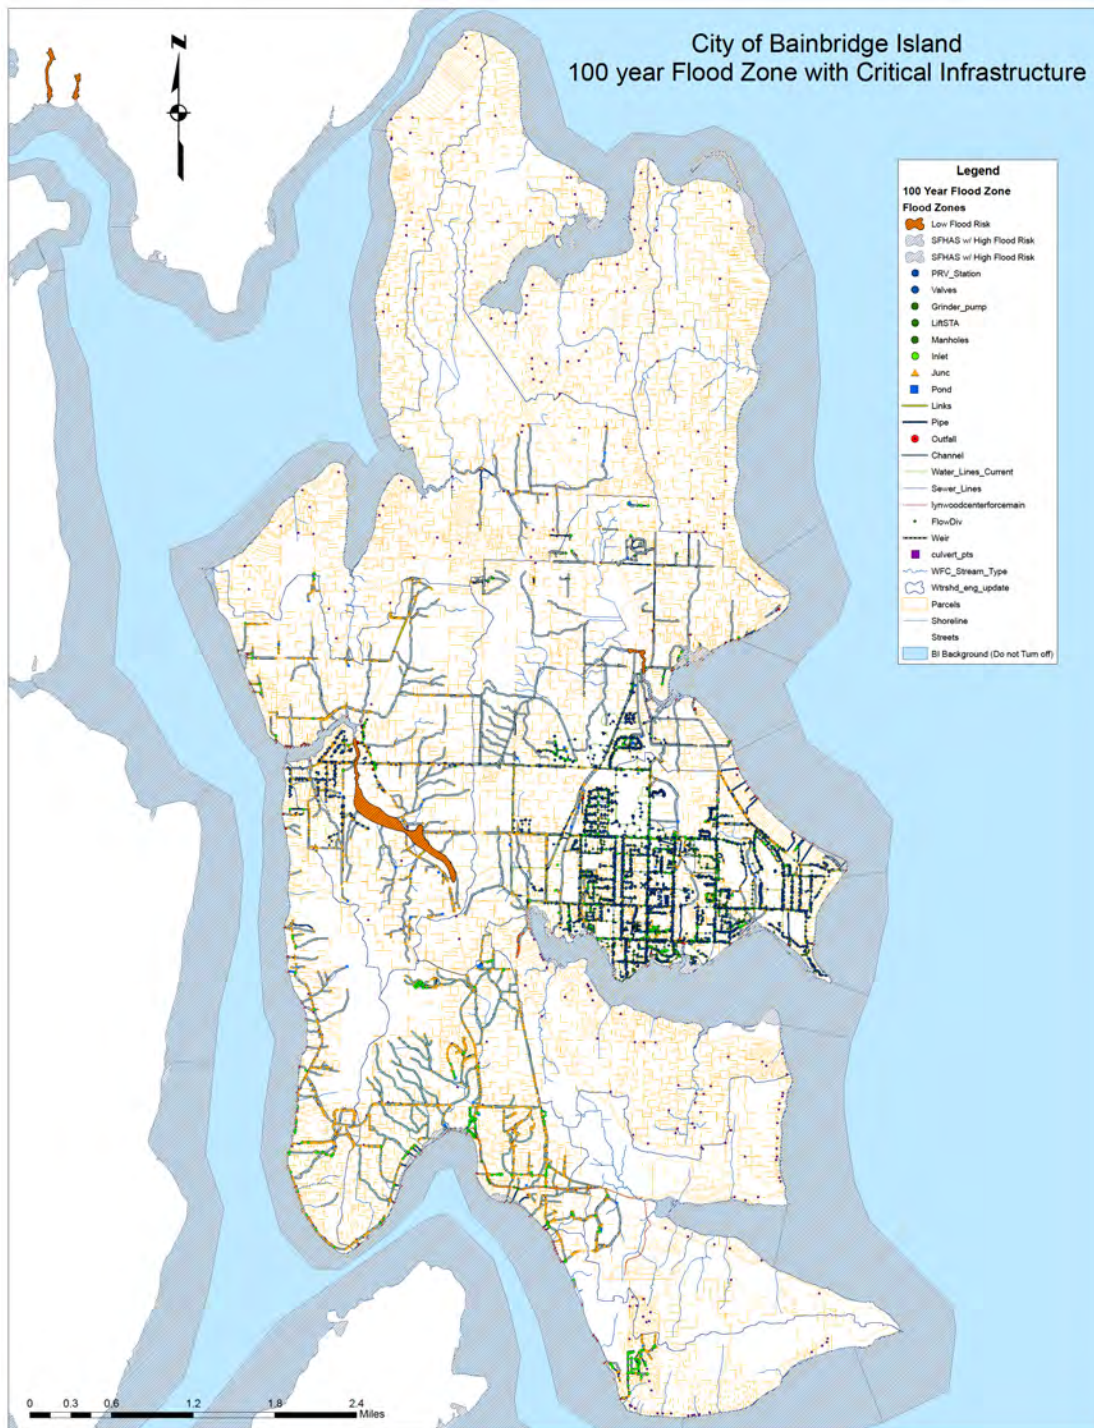 City of Bainbridge Island
100 year Flood Zone with Critical Infrastructure
N
Legend
100 Year Flood Zone
Flood Zones
Low Flood Risk
SFHAS w/ High Flood Risk
SFHAS w/ High Flood Risk
PRV_Station
Valves
Grinder_pump
LiftSTA
Manholes
Inlet
Junc
Pond
Links
Pipe
Outfall
Channel
Water_Lines_Current
Sewer_Lines
lynwoodcenterforcemain
FlowDiv
Weir
culvert_pts
WFC_Stream_Type
Wtrshd_eng_update
Parcels
Shoreline
Streets
BI Background (Do not Turn off)
0 0.3 0.6 1.2 1.8 2.4
Miles